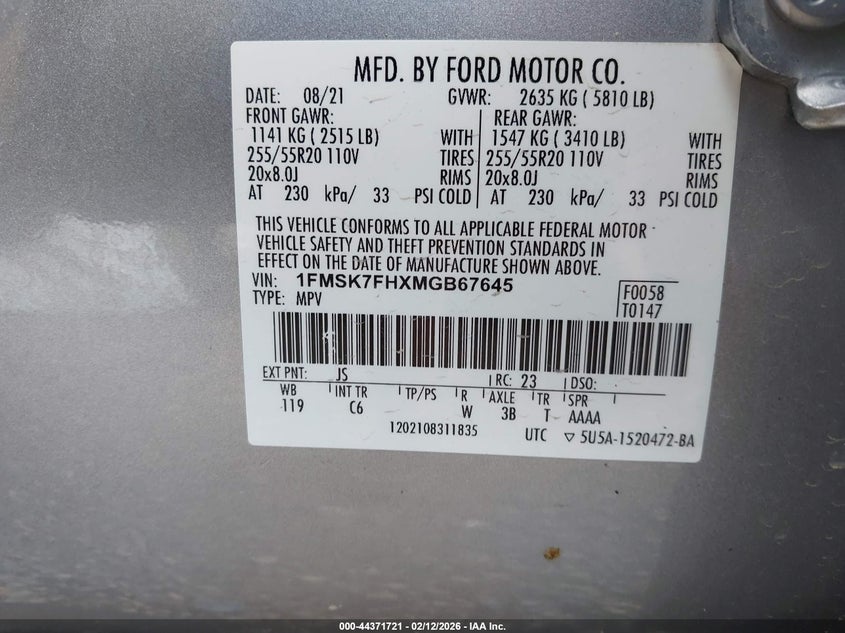 MFD. BY FORD MOTOR CO.
DATE: 08/21 GVWR: 2635 KG ( 5810 LB)
FRONT GAWR: REAR GAWR:
1141 KG ( 2515 LB) WITH 1547 KG ( 3410 LB) WITH
255/55R20 110V TIRES 255/55R20 110V TIRES
20x8.0J RIMS 20x8.0J RIMS
AT 230 kPa/ 33 PSI COLD AT 230 kPa/ 33 PSI COLD
THIS VEHICLE CONFORMS TO ALL APPLICABLE FEDERAL MOTOR
VEHICLE SAFETY AND THEFT PREVENTION STANDARDS IN
EFFECT ON THE DATE OF MANUFACTURE SHOWN ABOVE.
VIN: 1FMSK7FHXMGB67645 F0058
TYPE: MPV T0147
EXT PNT: JS RC: 23 DSO:
WB INT TR TP/PS R AXLE TR SPR
119 C6 W 3B T AAAA
1202108311835 UTC ▽ 5U5A-1520472-BA
000-44371721 - 02/12/2026 - IAA Inc.